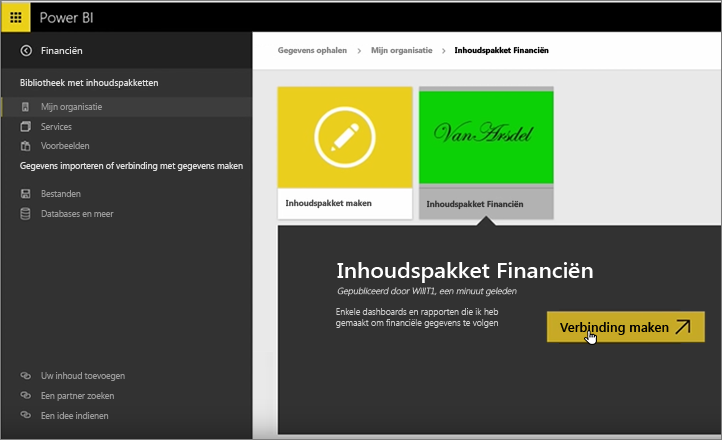 Power BI
Financiën
Bibliotheek met inhoudspakketten
Mijn organisatie
Services
Voorbeelden
Gegevens importeren of verbinding met gegevens maken
Bestanden
Databases en meer
Uw inhoud toevoegen
Een partner zoeken
Een idee indienen
Gegevens ophalen > Mijn organisatie > Inhoudspakket Financiën
VanArsdel
Inhoudspakket maken
Inhoudspakket Financiën
Inhoudspakket Financiën
Gepubliceerd door WillT1, een minuut geleden
Enkele dashboards en rapporten die ik heb
gemaakt om financiële gegevens te volgen
Verbinding maken